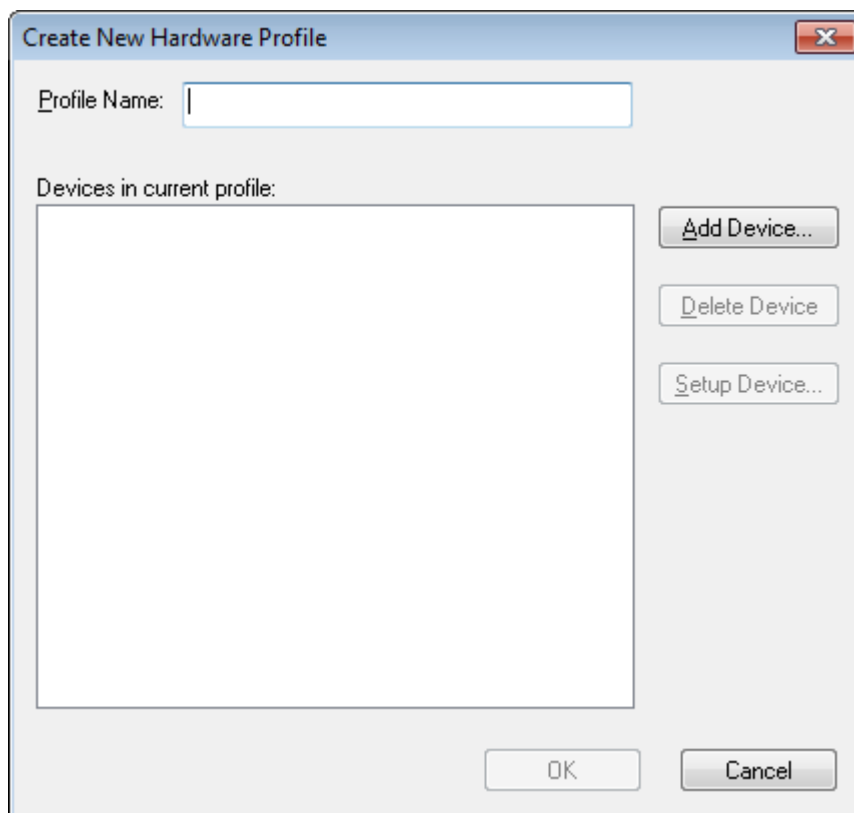 Create New Hardware Profile
Profile Name:
Devices in current profile:
Add Device...
Delete Device
Setup Device...
OK
Cancel